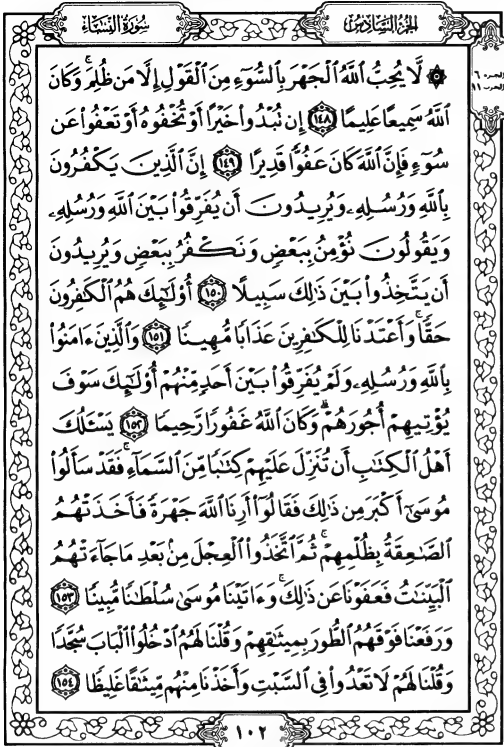 الجزء السادس
سورة النساء
الحزب ١١
۞ لَّا يُحِبُّ ٱللَّهُ ٱلْجَهْرَ بِٱلسُّوٓءِ مِنَ ٱلْقَوْلِ إِلَّا مَن ظُلِمَ ۚ وَكَانَ
ٱللَّهُ سَمِيعًا عَلِيمًا ١٤٨ إِن تُبْدُوا۟ خَيْرًا أَوْ تُخْفُوهُ أَوْ تَعْفُوا۟ عَن
سُوٓءٍ فَإِنَّ ٱللَّهَ كَانَ عَفُوًّا قَدِيرًا ١٤٩ إِنَّ ٱلَّذِينَ يَكْفُرُونَ
بِٱللَّهِ وَرُسُلِهِۦ وَيُرِيدُونَ أَن يُفَرِّقُوا۟ بَيْنَ ٱللَّهِ وَرُسُلِهِۦ
وَيَقُولُونَ نُؤْمِنُ بِبَعْضٍ وَنَكْفُرُ بِبَعْضٍ وَيُرِيدُونَ
أَن يَتَّخِذُوا۟ بَيْنَ ذَٰلِكَ سَبِيلًا ١٥٠ أُو۟لَـٰٓئِكَ هُمُ ٱلْكَـٰفِرُونَ
حَقًّا ۚ وَأَعْتَدْنَا لِلْكَـٰفِرِينَ عَذَابًا مُّهِينًا ١٥١ وَٱلَّذِينَ ءَامَنُوا۟
بِٱللَّهِ وَرُسُلِهِۦ وَلَمْ يُفَرِّقُوا۟ بَيْنَ أَحَدٍ مِّنْهُمْ أُو۟لَـٰٓئِكَ سَوْفَ
يُؤْتِيهِمْ أُجُورَهُمْ ۗ وَكَانَ ٱللَّهُ غَفُورًا رَّحِيمًا ١٥٢ يَسْـَٔلُكَ
أَهْلُ ٱلْكِتَـٰبِ أَن تُنَزِّلَ عَلَيْهِمْ كِتَـٰبًا مِّنَ ٱلسَّمَآءِ ۚ فَقَدْ سَأَلُوا۟
مُوسَىٰٓ أَكْبَرَ مِن ذَٰلِكَ فَقَالُوٓا۟ أَرِنَا ٱللَّهَ جَهْرَةً فَأَخَذَتْهُمُ
ٱلصَّـٰعِقَةُ بِظُلْمِهِمْ ۚ ثُمَّ ٱتَّخَذُوا۟ ٱلْعِجْلَ مِنۢ بَعْدِ مَا جَآءَتْهُمُ
ٱلْبَيِّنَـٰتُ فَعَفَوْنَا عَن ذَٰلِكَ ۚ وَءَاتَيْنَا مُوسَىٰ سُلْطَـٰنًا مُّبِينًا ١٥٣
وَرَفَعْنَا فَوْقَهُمُ ٱلطُّورَ بِمِيثَـٰقِهِمْ وَقُلْنَا لَهُمُ ٱدْخُلُوا۟ ٱلْبَابَ سُجَّدًا
وَقُلْنَا لَهُمْ لَا تَعْدُوا۟ فِى ٱلسَّبْتِ وَأَخَذْنَا مِنْهُم مِّيثَـٰقًا غَلِيظًا ١٥٤
١٠٢